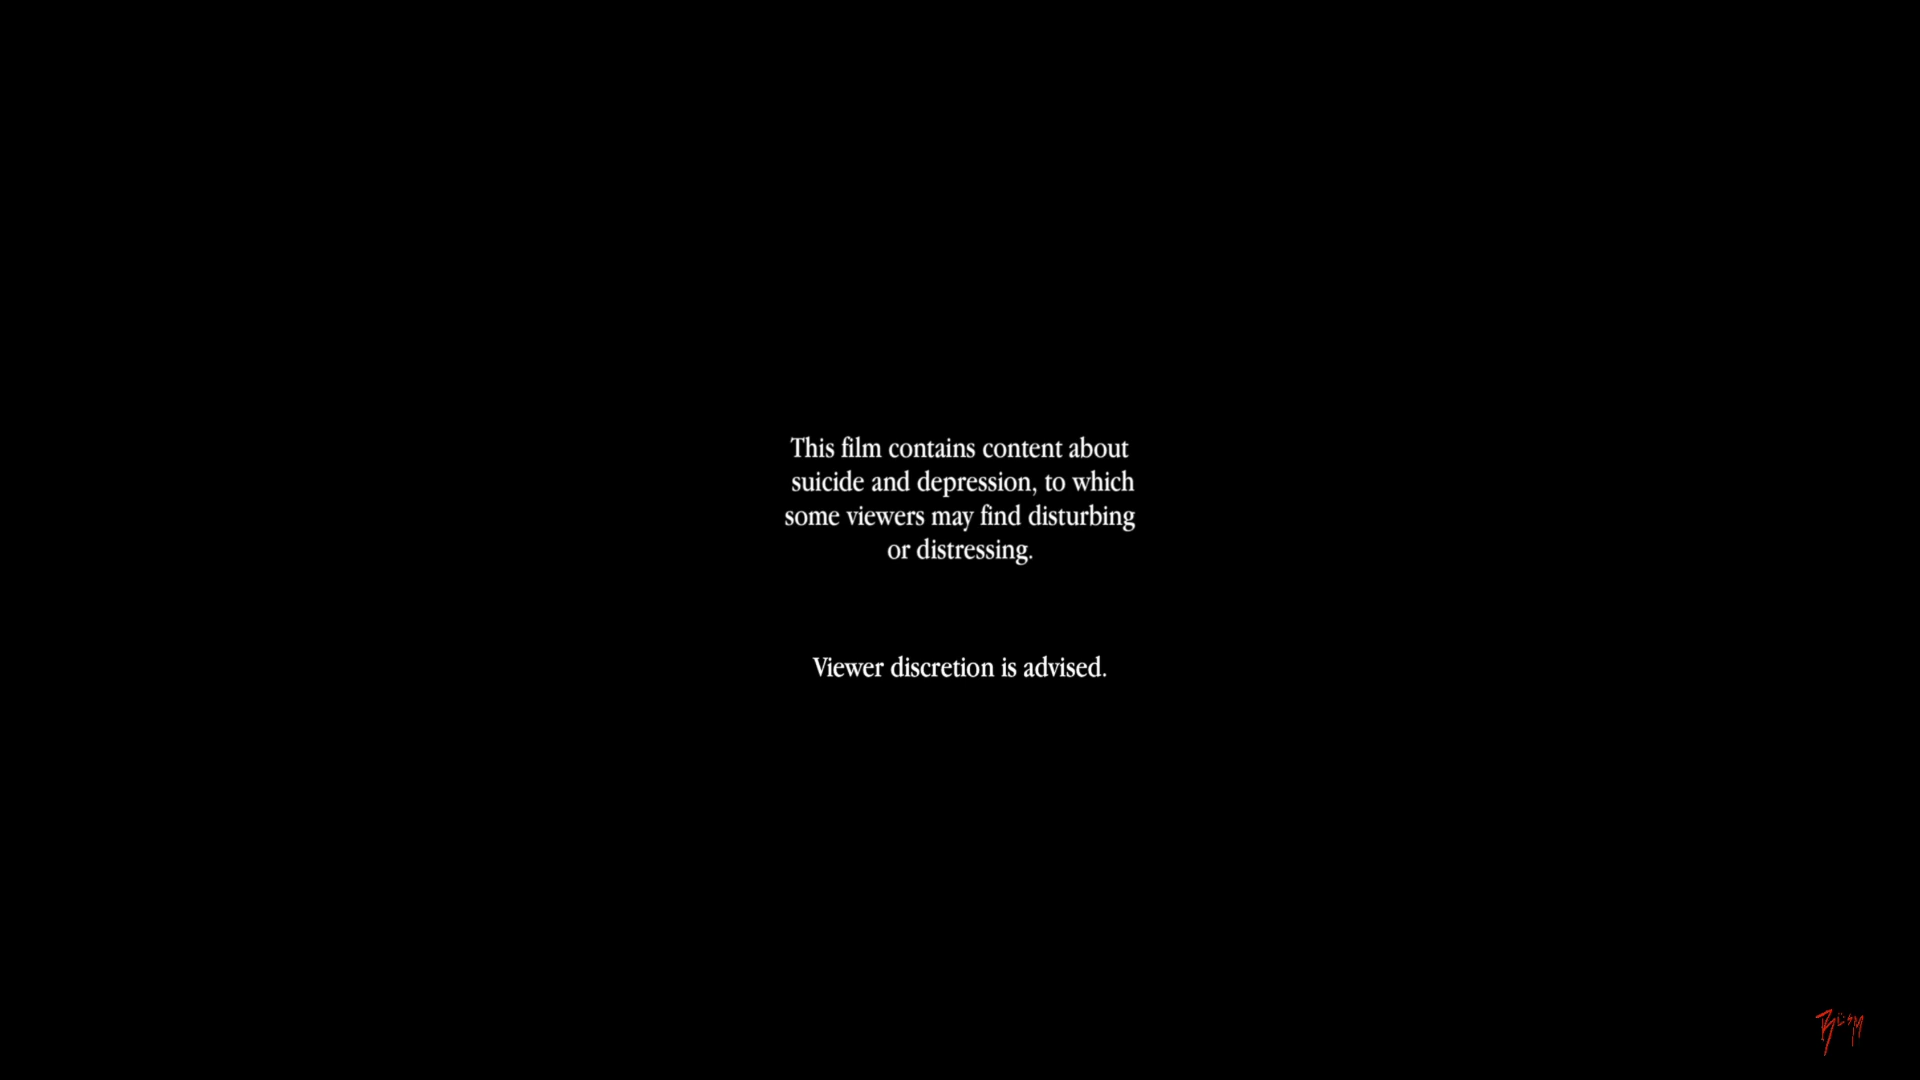 This film contains content about
suicide and depression, to which
some viewers may find disturbing
or distressing.
Viewer discretion is advised.